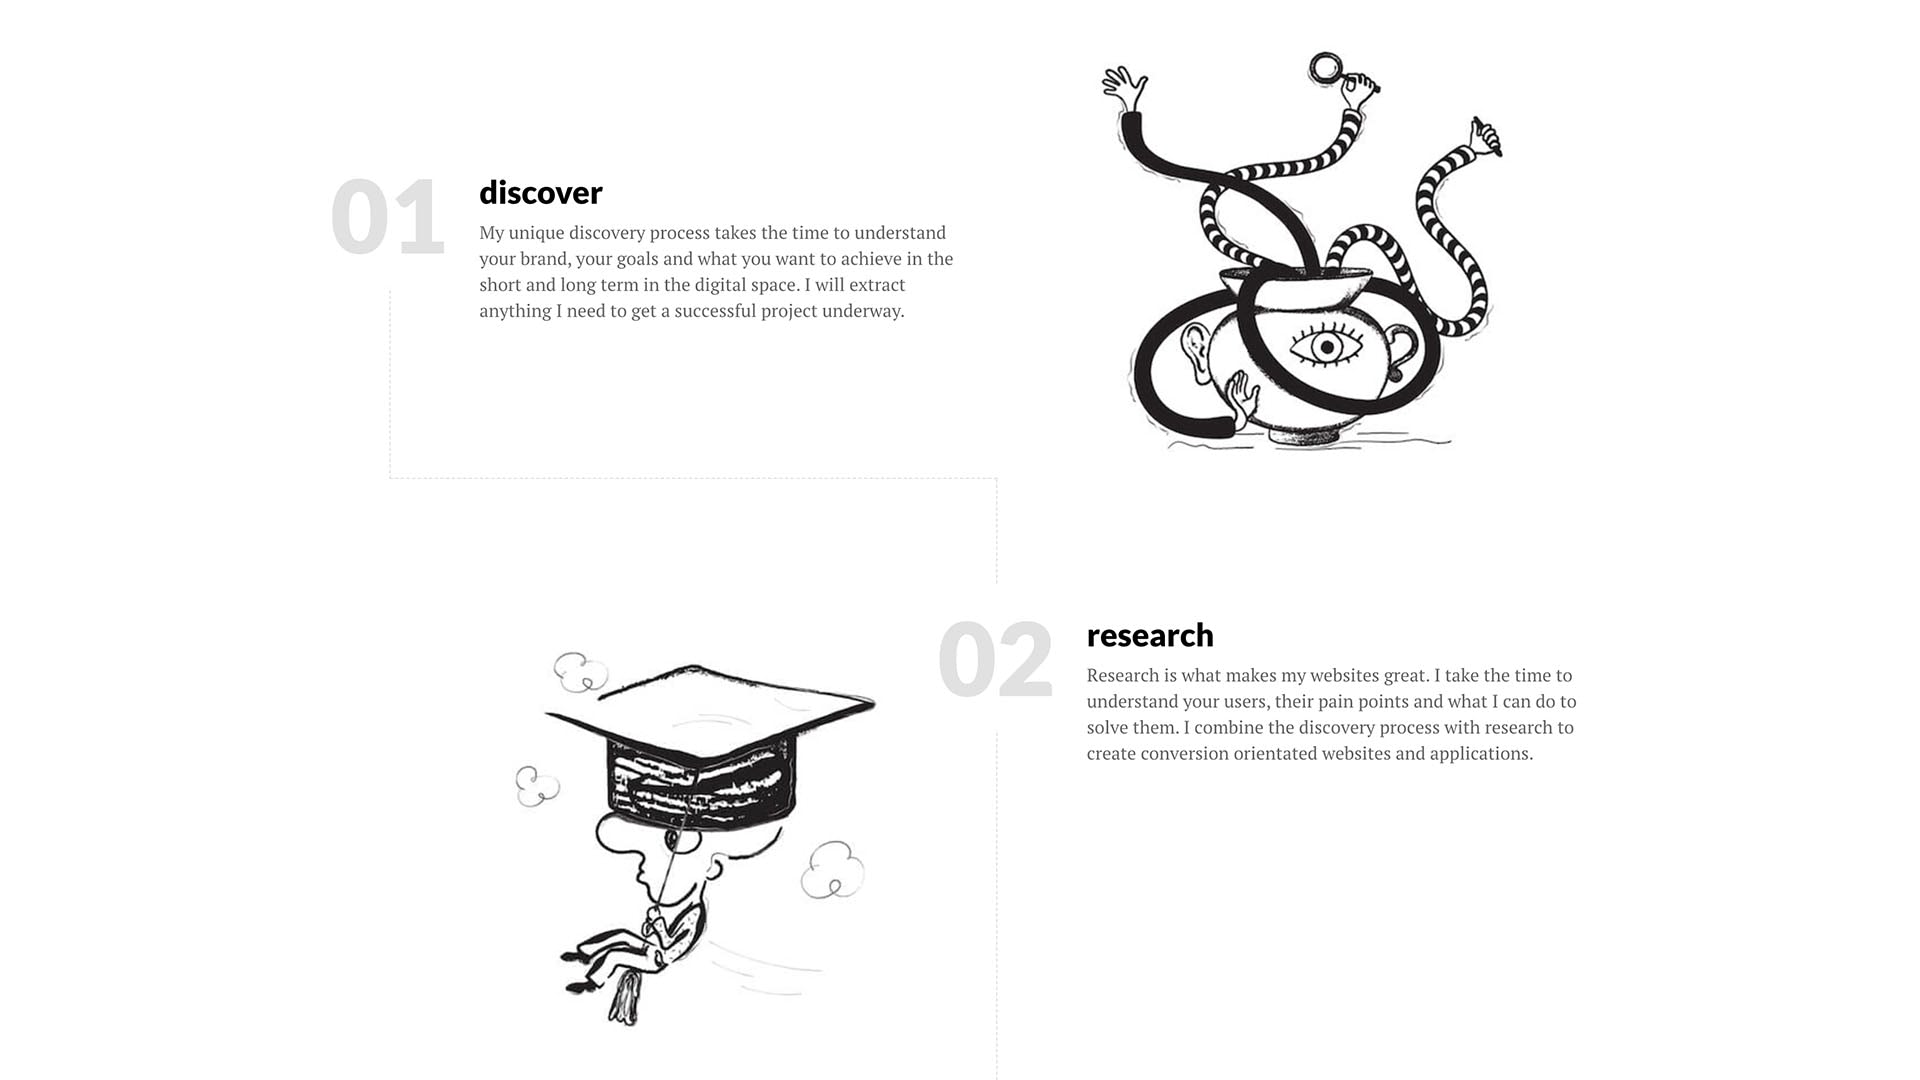 01
discover
My unique discovery process takes the time to understand
your brand, your goals and what you want to achieve in the
short and long term in the digital space. I will extract
anything I need to get a successful project underway.
02
research
Research is what makes my websites great. I take the time to
understand your users, their pain points and what I can do to
solve them. I combine the discovery process with research to
create conversion orientated websites and applications.